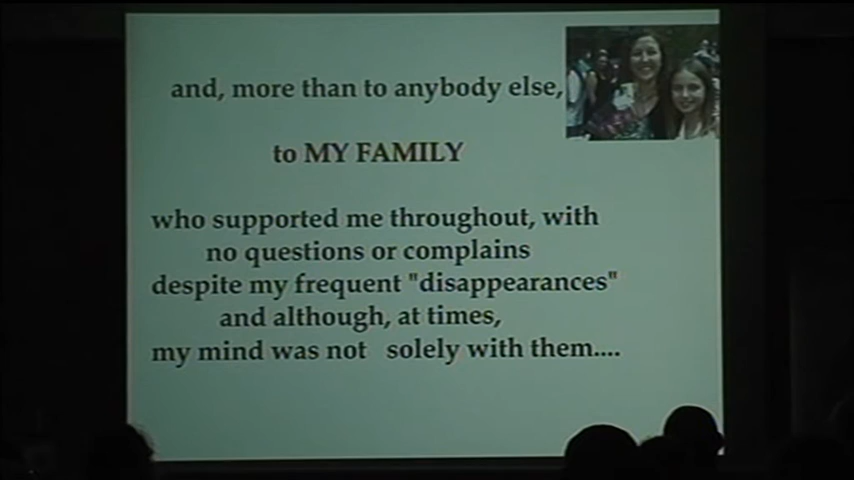 and, more than to anybody else,
to MY FAMILY
who supported me throughout, with
no questions or complains
despite my frequent "disappearances"
and although, at times,
my mind was not solely with them....